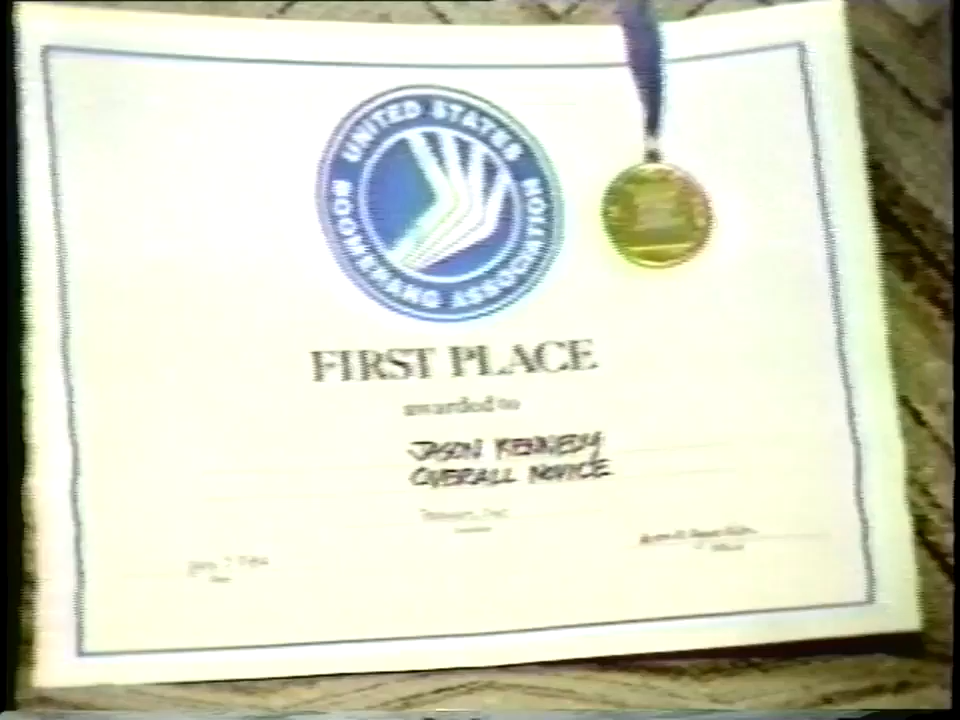 UNITED STATES
BOOMERANG ASSOCIATION
FIRST PLACE
awarded to
JASON KENNEDY
OVERALL NOVICE